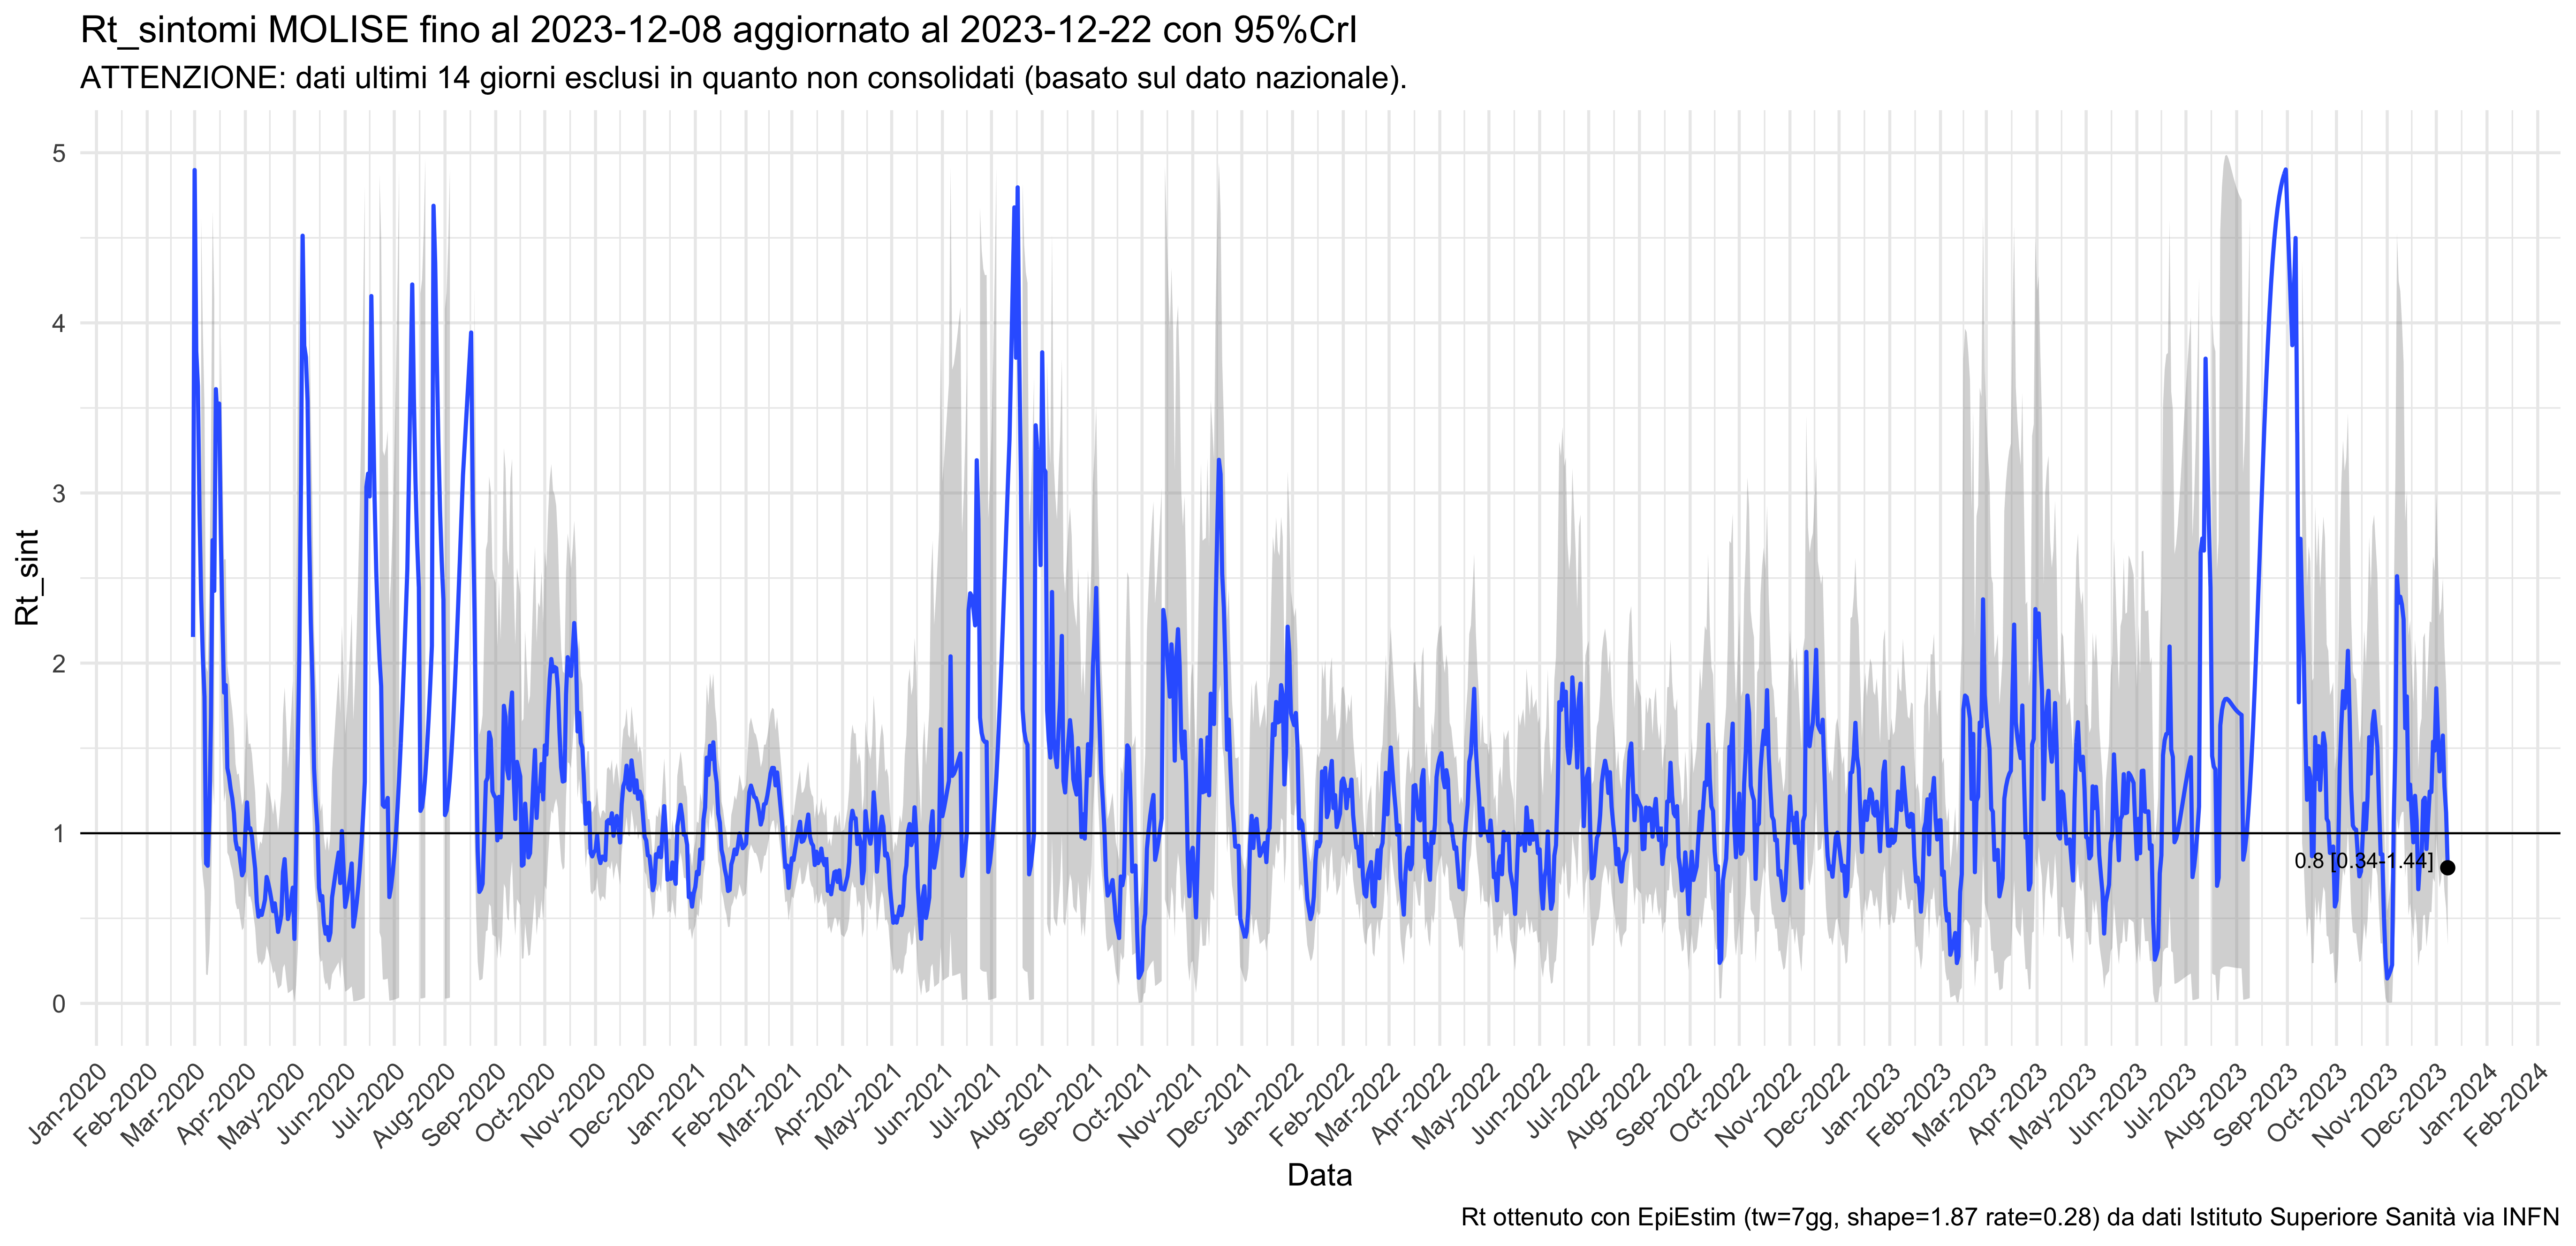 Rt_sintomi MOLISE fino al 2023-12-08 aggiornato al 2023-12-22 con 95%CrI
ATTENZIONE: dati ultimi 14 giorni esclusi in quanto non consolidati (basato sul dato nazionale).
Rt_sint
5
4
3
2
1
0
0.8 [0.34-1.44]
Jan-2020
Feb-2020
Mar-2020
Apr-2020
May-2020
Jun-2020
Jul-2020
Aug-2020
Sep-2020
Oct-2020
Nov-2020
Dec-2020
Jan-2021
Feb-2021
Mar-2021
Apr-2021
May-2021
Jun-2021
Jul-2021
Aug-2021
Sep-2021
Oct-2021
Nov-2021
Dec-2021
Jan-2022
Feb-2022
Mar-2022
Apr-2022
May-2022
Jun-2022
Jul-2022
Aug-2022
Sep-2022
Oct-2022
Nov-2022
Dec-2022
Jan-2023
Feb-2023
Mar-2023
Apr-2023
May-2023
Jun-2023
Jul-2023
Aug-2023
Sep-2023
Oct-2023
Nov-2023
Dec-2023
Jan-2024
Feb-2024
Data
Rt ottenuto con EpiEstim (tw=7gg, shape=1.87 rate=0.28) da dati Istituto Superiore Sanità via INFN